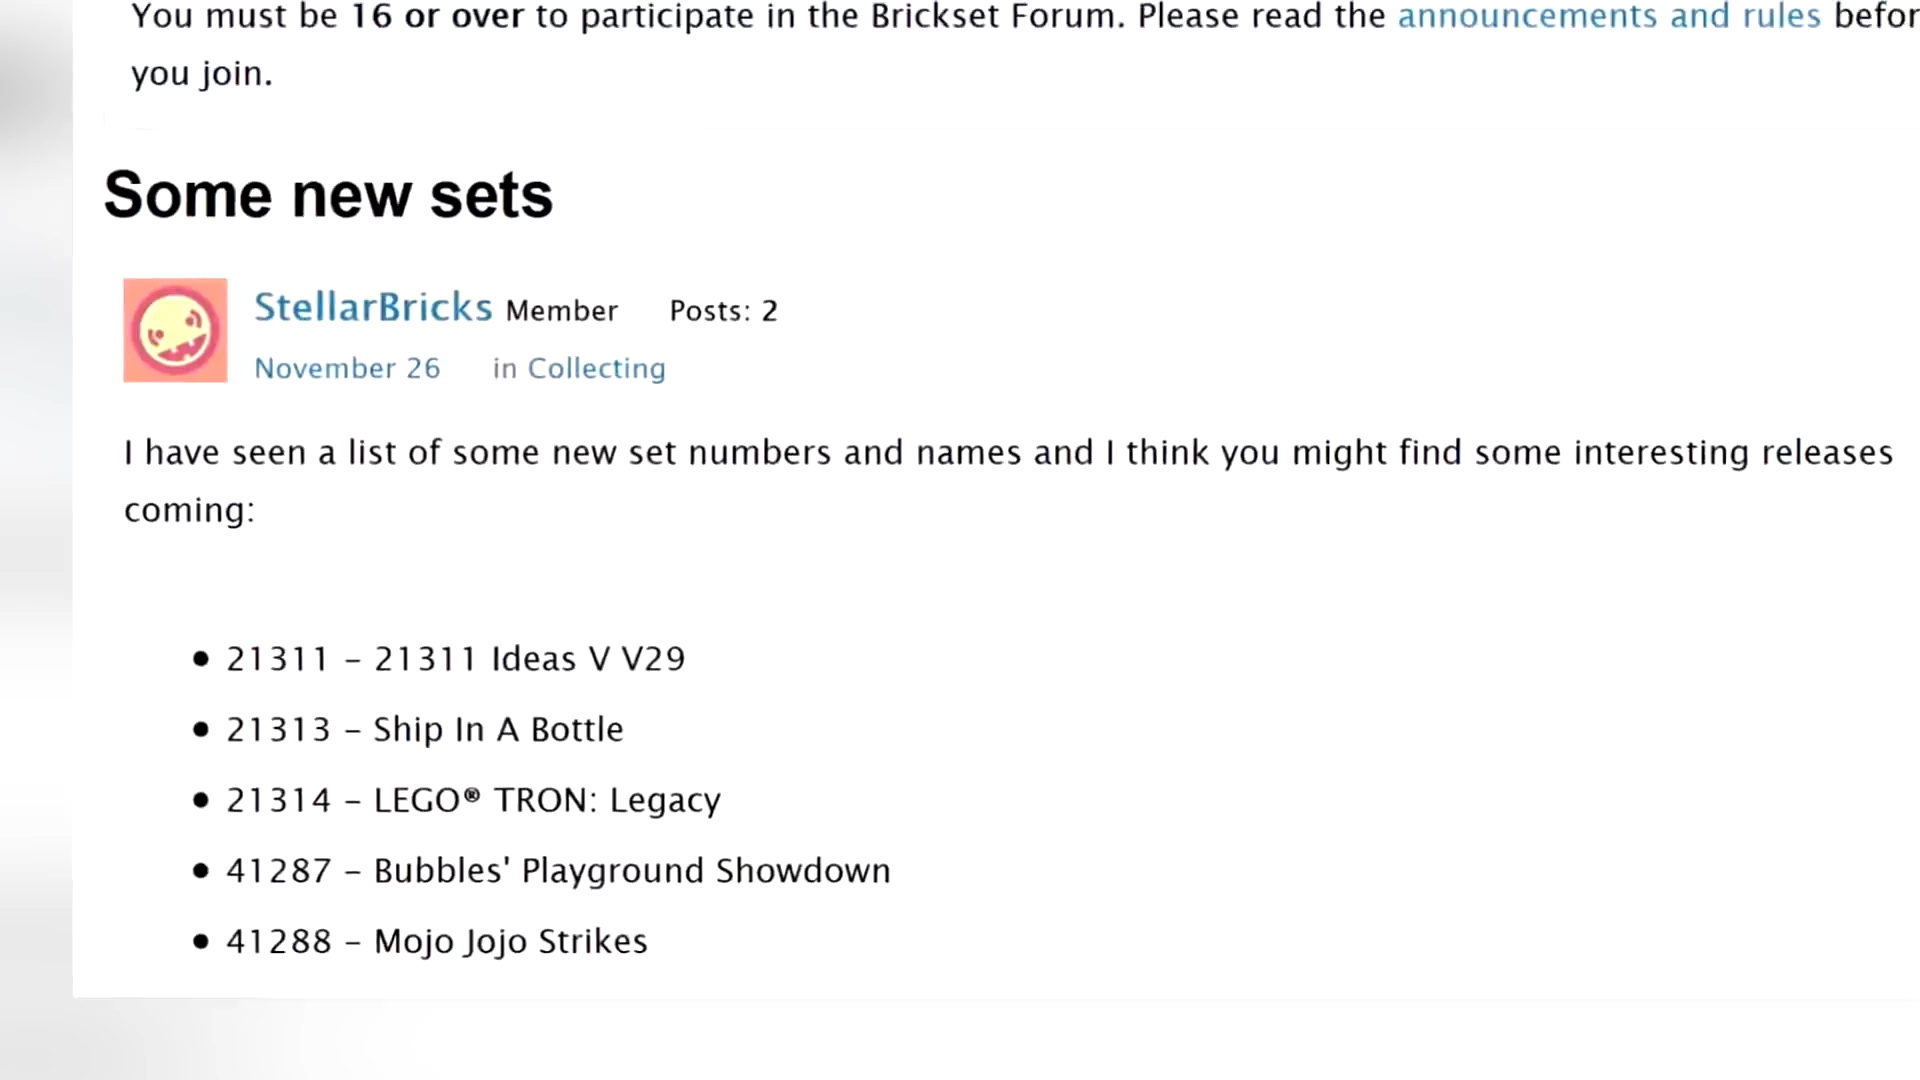 You must be 16 or over to participate in the Brickset Forum. Please read the announcements and rules
you join.
Some new sets
StellarBricks Member Posts: 2
November 26 in Collecting
I have seen a list of some new set numbers and names and I think you might find some interesting releases
coming:
• 21311 – 21311 Ideas V V29
• 21313 – Ship In A Bottle
• 21314 – LEGO® TRON: Legacy
• 41287 – Bubbles' Playground Showdown
• 41288 – Mojo Jojo Strikes